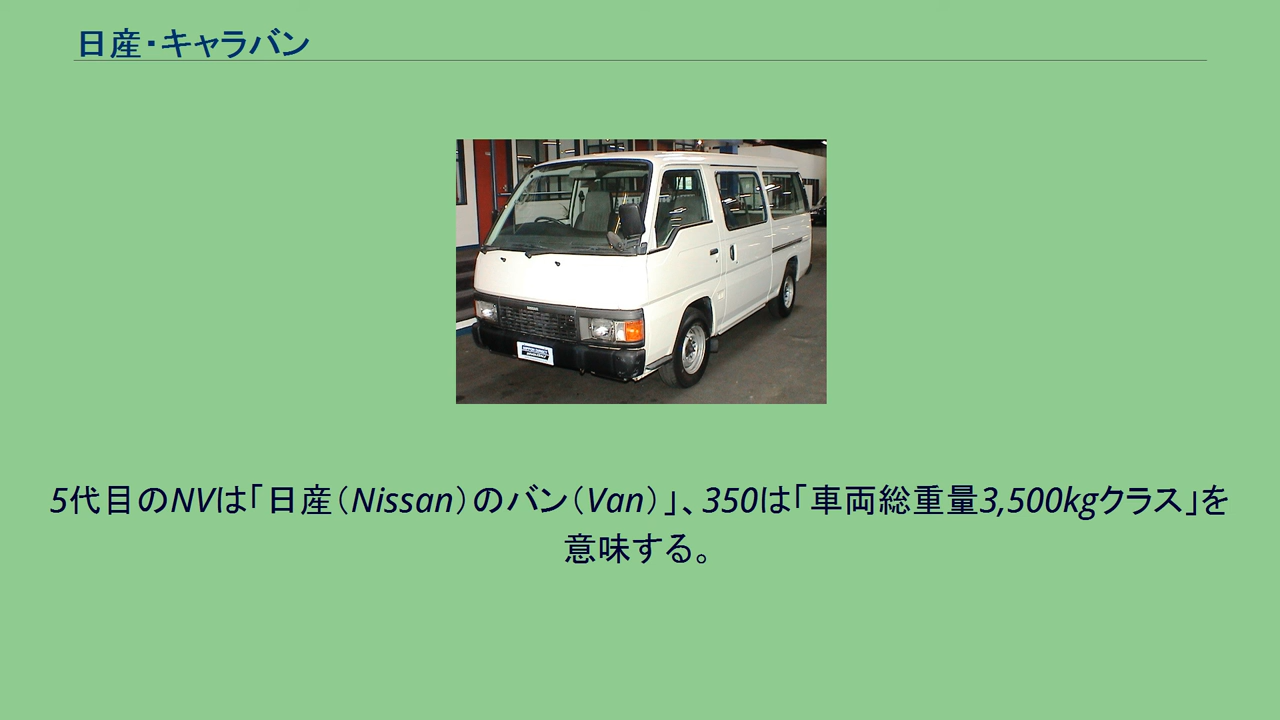 日産・キャラバン
5代目のNVは「日産（Nissan）のバン（Van）」、350は「車両総重量3,500kgクラス」を
意味する。